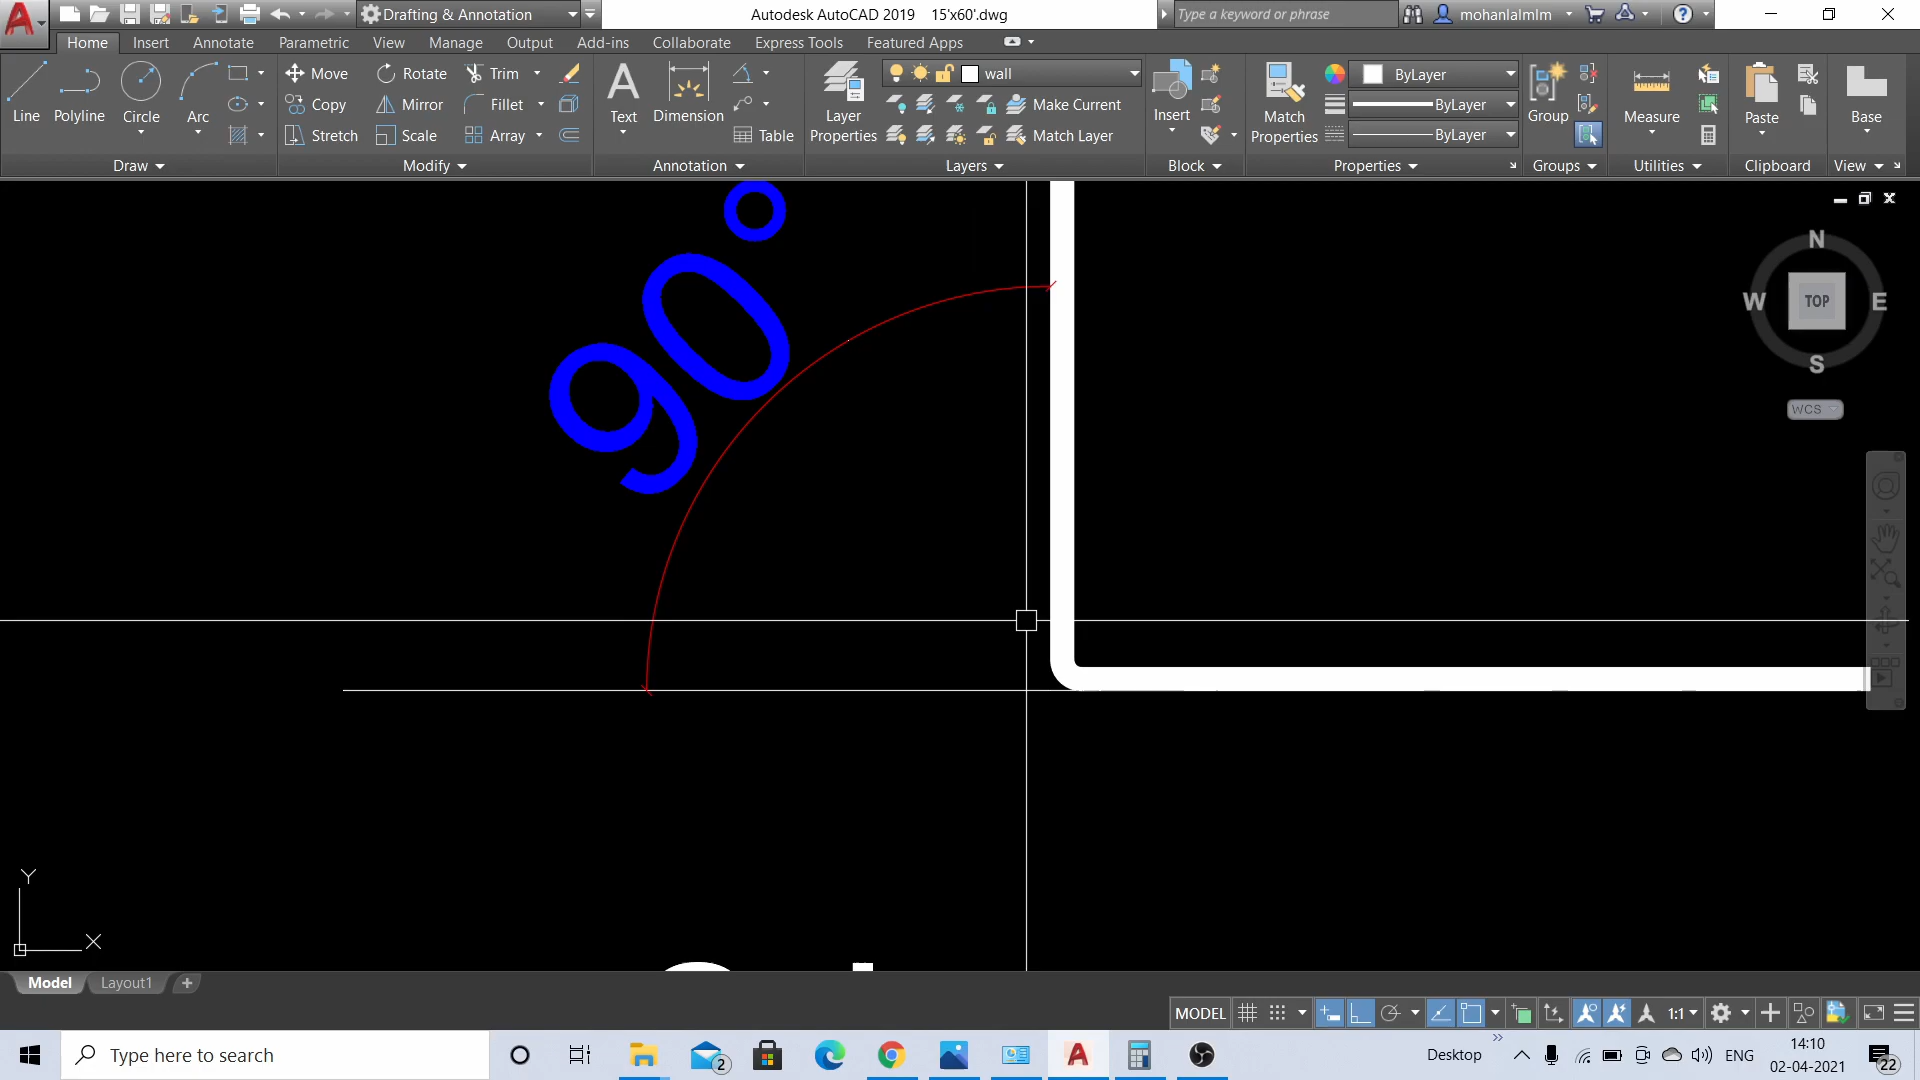 Drafting & Annotation
Autodesk AutoCAD 2019 15'x60'.dwg
Type a keyword or phrase
mohanlalmlm
Home Insert Annotate Parametric View Manage Output Add-ins Collaborate Express Tools Featured Apps
Line Polyline Circle Arc
Move Rotate Trim
Copy Mirror Fillet
Stretch Scale Array
Text Dimension Table
Layer Properties
wall
Make Current
Match Layer
Insert
Match Properties
ByLayer
ByLayer
ByLayer
Group
Measure
Paste
Base
Draw Modify Annotation Layers Block Properties Groups Utilities Clipboard View
90°
N
W TOP E
S
WCS
Y
X
Model Layout1 +
MODEL 1:1
Type here to search
2
Desktop
ENG
14:10
02-04-2021
22